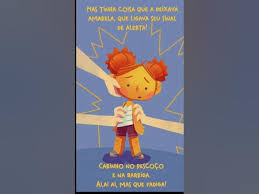 MAS TINHA COISA QUE A DEIXAVA
AMARELA, QUE LIGAVA SEU SINAL
DE ALERTA!
CARINHO NO PESCOÇO
E NA BARRIGA.
ALAI AI, MAS QUE FADIGA!